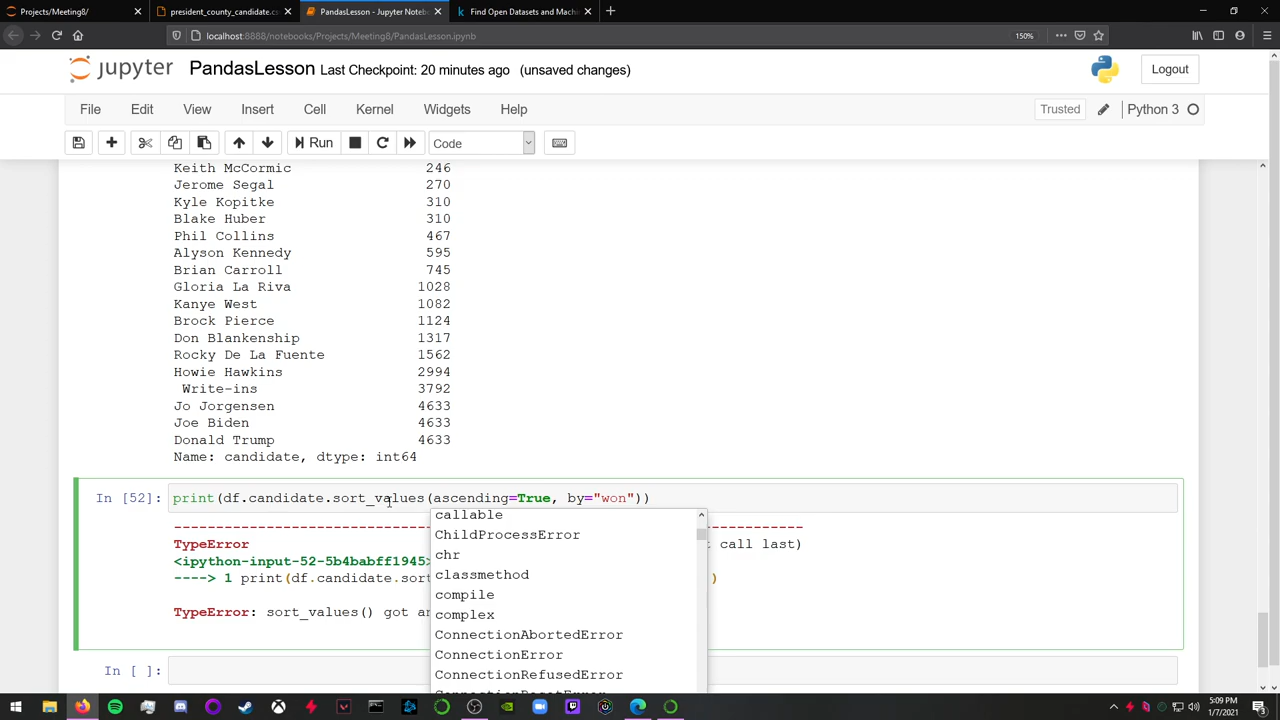 Projects/Meeting8/
president_county_candidate.cs
PandasLesson - Jupyter Notebo
Find Open Datasets and Machi
localhost:8888/notebooks/Projects/Meeting8/PandasLesson.ipynb
150%
jupyter PandasLesson Last Checkpoint: 20 minutes ago (unsaved changes)
Logout
File Edit View Insert Cell Kernel Widgets Help
Trusted Python 3
Run Code
Keith McCormic 246
Jerome Segal 270
Kyle Kopitke 310
Blake Huber 310
Phil Collins 467
Alyson Kennedy 595
Brian Carroll 745
Gloria La Riva 1028
Kanye West 1082
Brock Pierce 1124
Don Blankenship 1317
Rocky De La Fuente 1562
Howie Hawkins 2994
Write-ins 3792
Jo Jorgensen 4633
Joe Biden 4633
Donald Trump 4633
Name: candidate, dtype: int64
In [52]: print(df.candidate.sort_values(ascending=True, by="won"))
callable
ChildProcessError
chr
classmethod
compile
complex
ConnectionAbortedError
ConnectionError
ConnectionRefusedError
ConnectionResetError
---------------------------------------------------------------------------
TypeError t call last)
<ipython-input-52-5b4babff1945>
----> 1 print(df.candidate.sort )
TypeError: sort_values() got an
In [ ]:
5:09 PM
1/7/2021
3